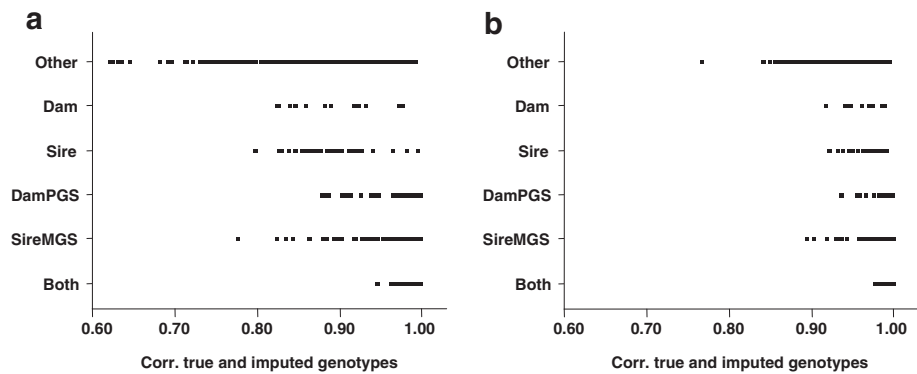 a
Other
Dam
Sire
DamPGS
SireMGS
Both
0.60 0.70 0.80 0.90 1.00
Corr. true and imputed genotypes
b
Other
Dam
Sire
DamPGS
SireMGS
Both
0.60 0.70 0.80 0.90 1.00
Corr. true and imputed genotypes